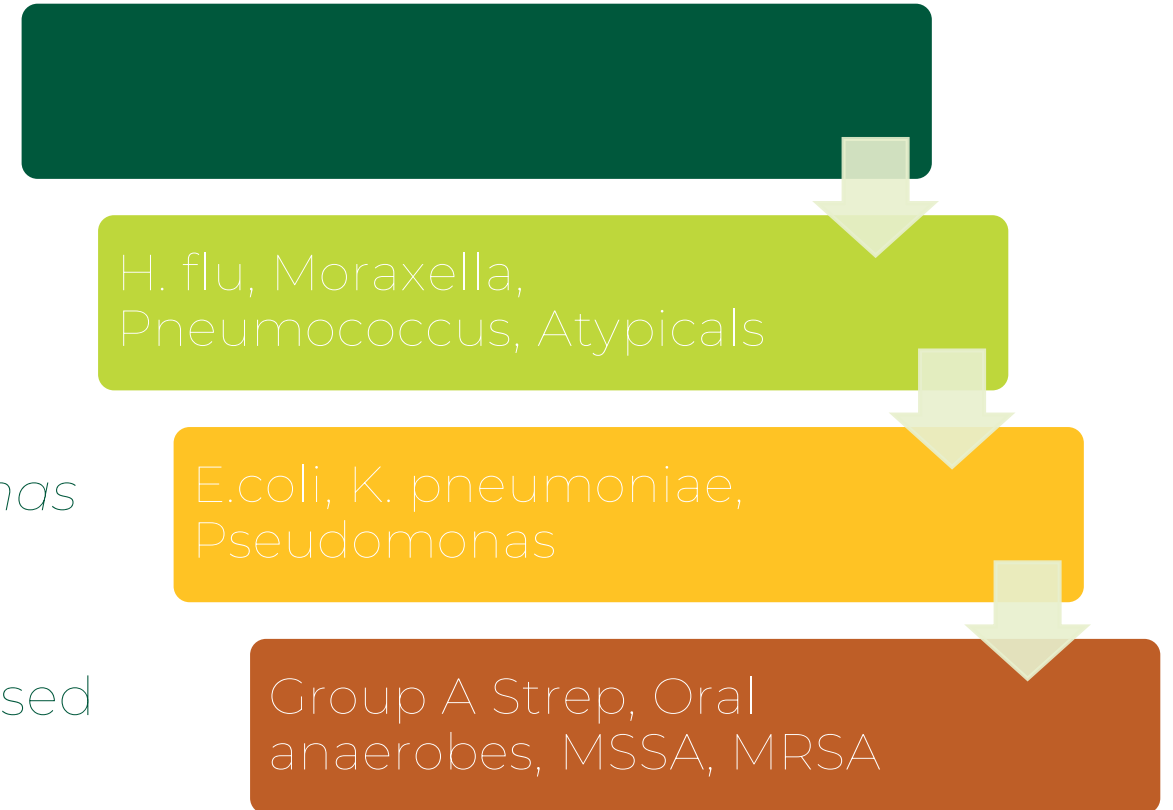 H. flu, Moraxella,
Pneumococcus, Atypicals
E.coli, K. pneumoniae,
Pseudomonas
Group A Strep, Oral
anaerobes, MSSA, MRSA